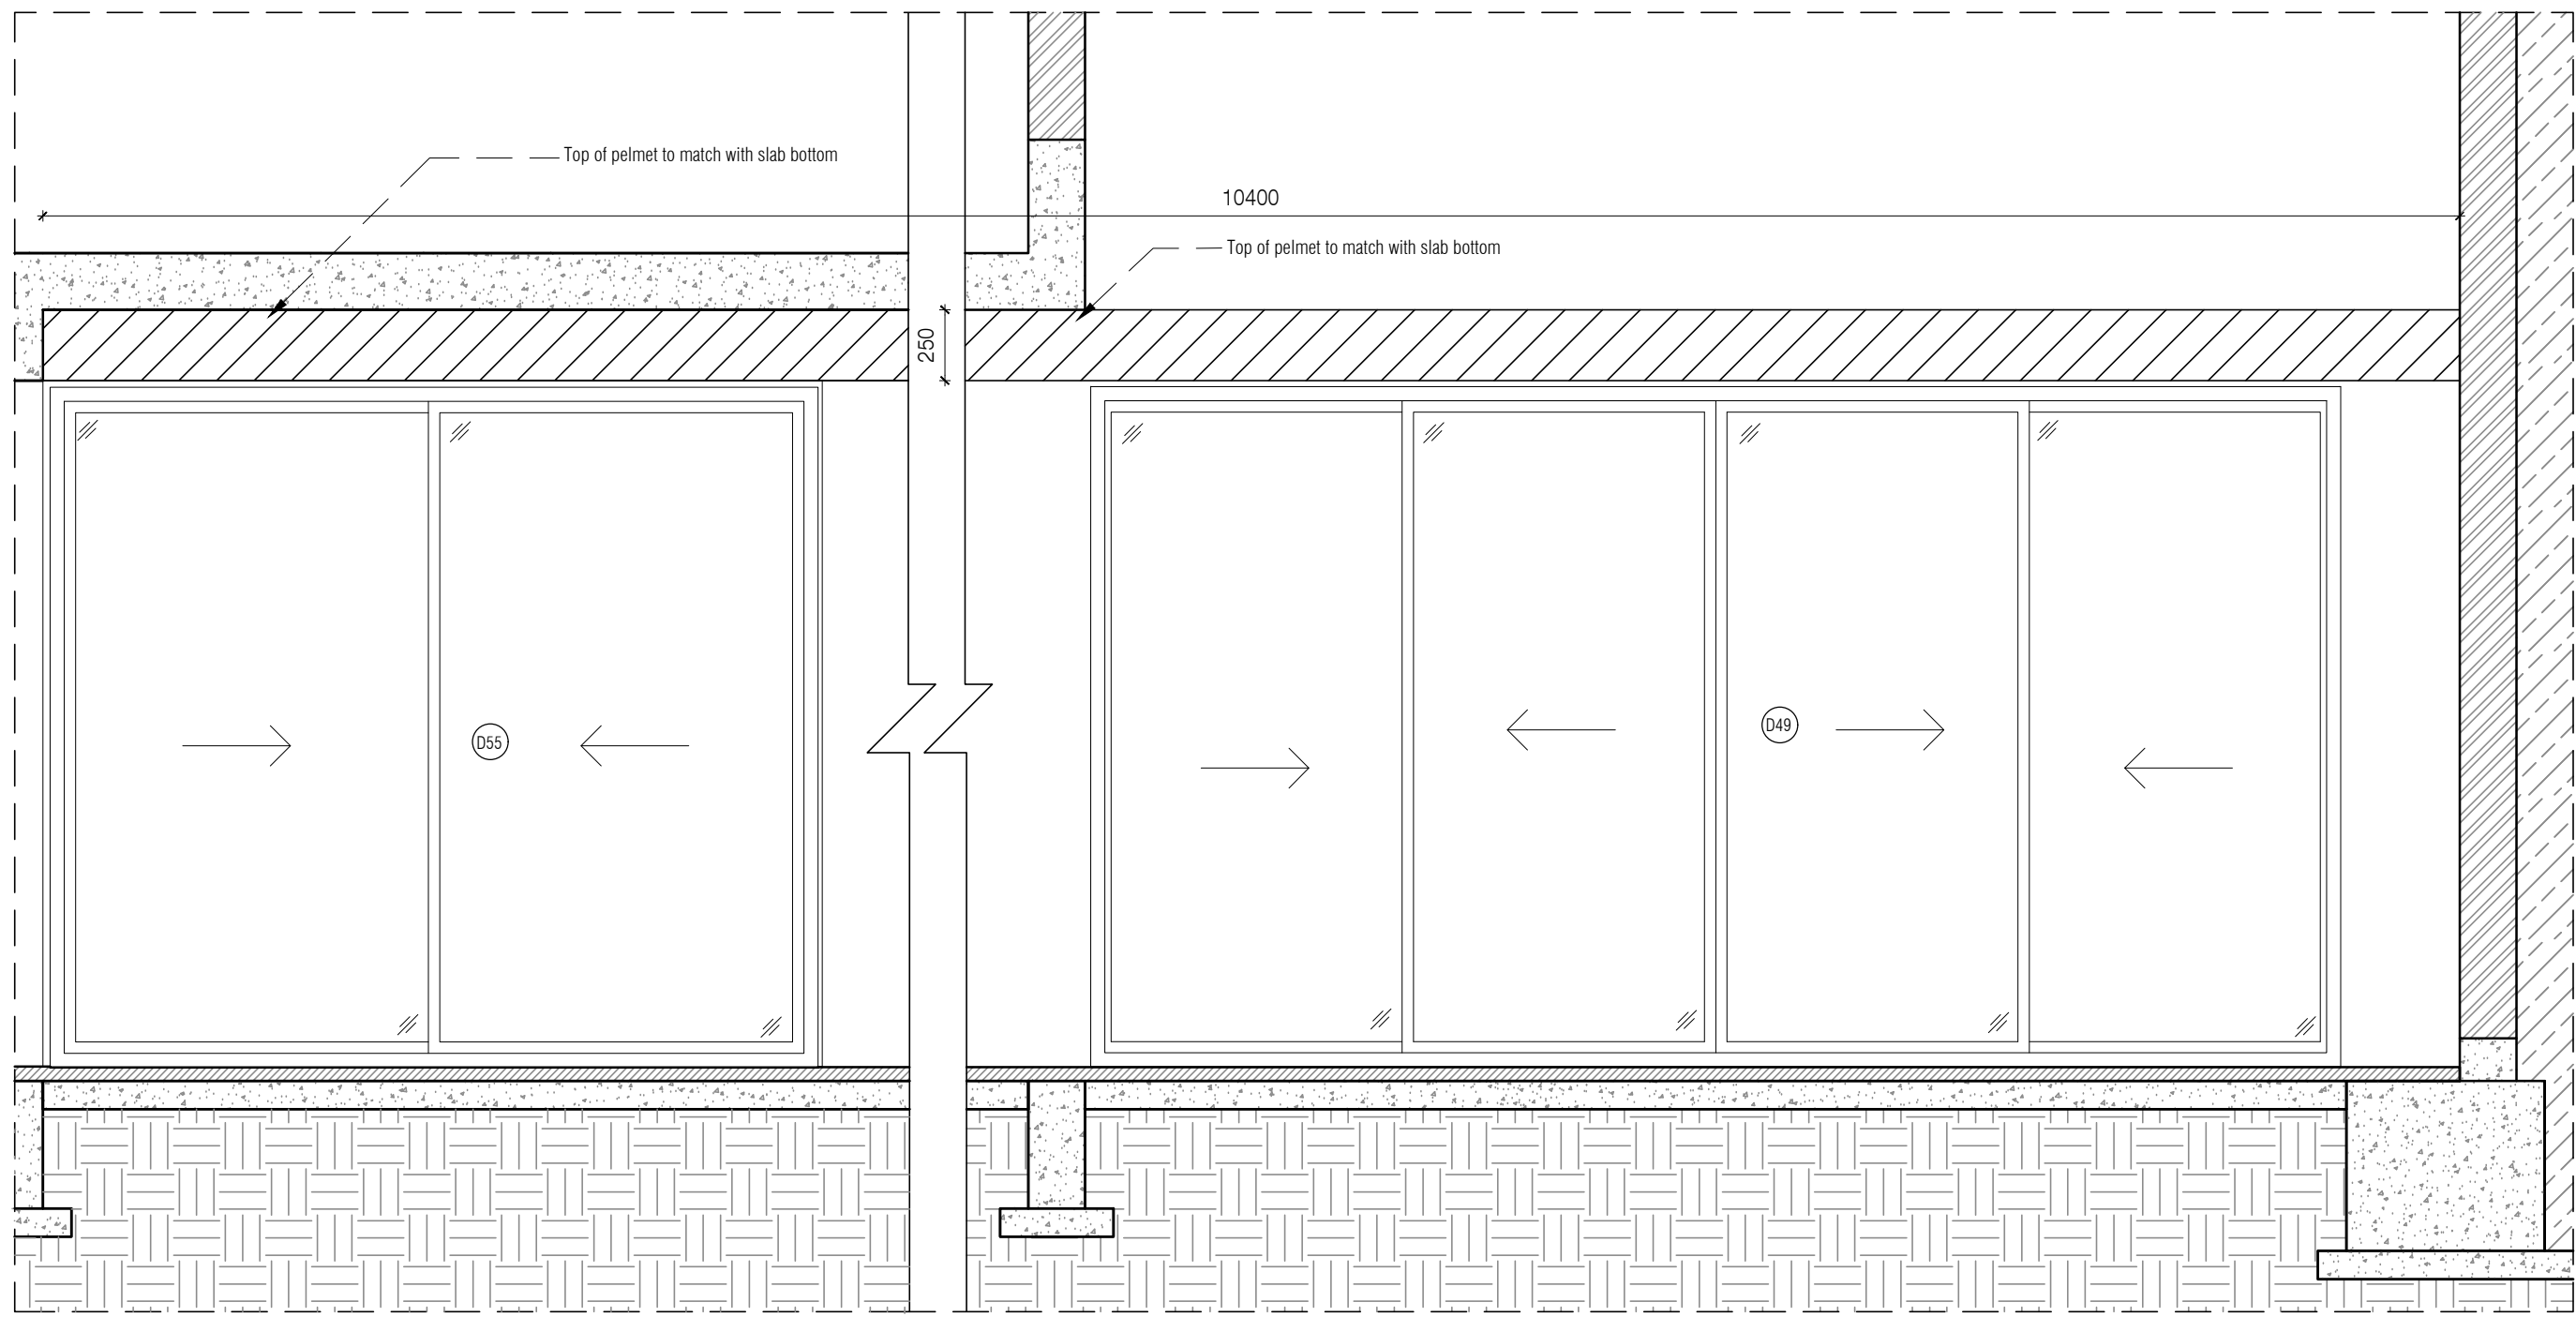 Top of pelmet to match with slab bottom
10400
Top of pelmet to match with slab bottom
250
D55
D49